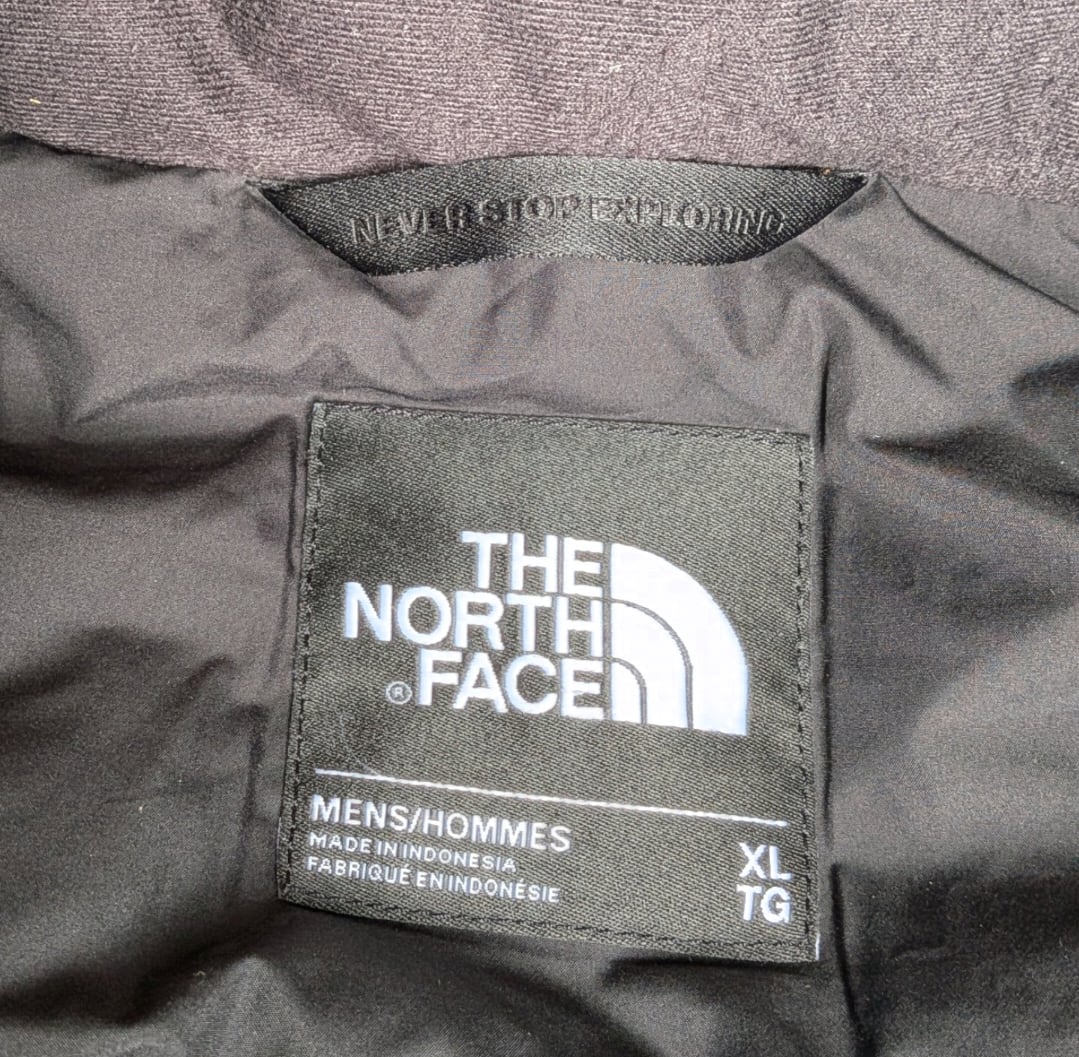 NEVER STOP EXPLORING
THE
NORTH
® FACE
MENS/HOMMES
MADE IN INDONESIA
FABRIQUÉ EN INDONÉSIE
XL
TG